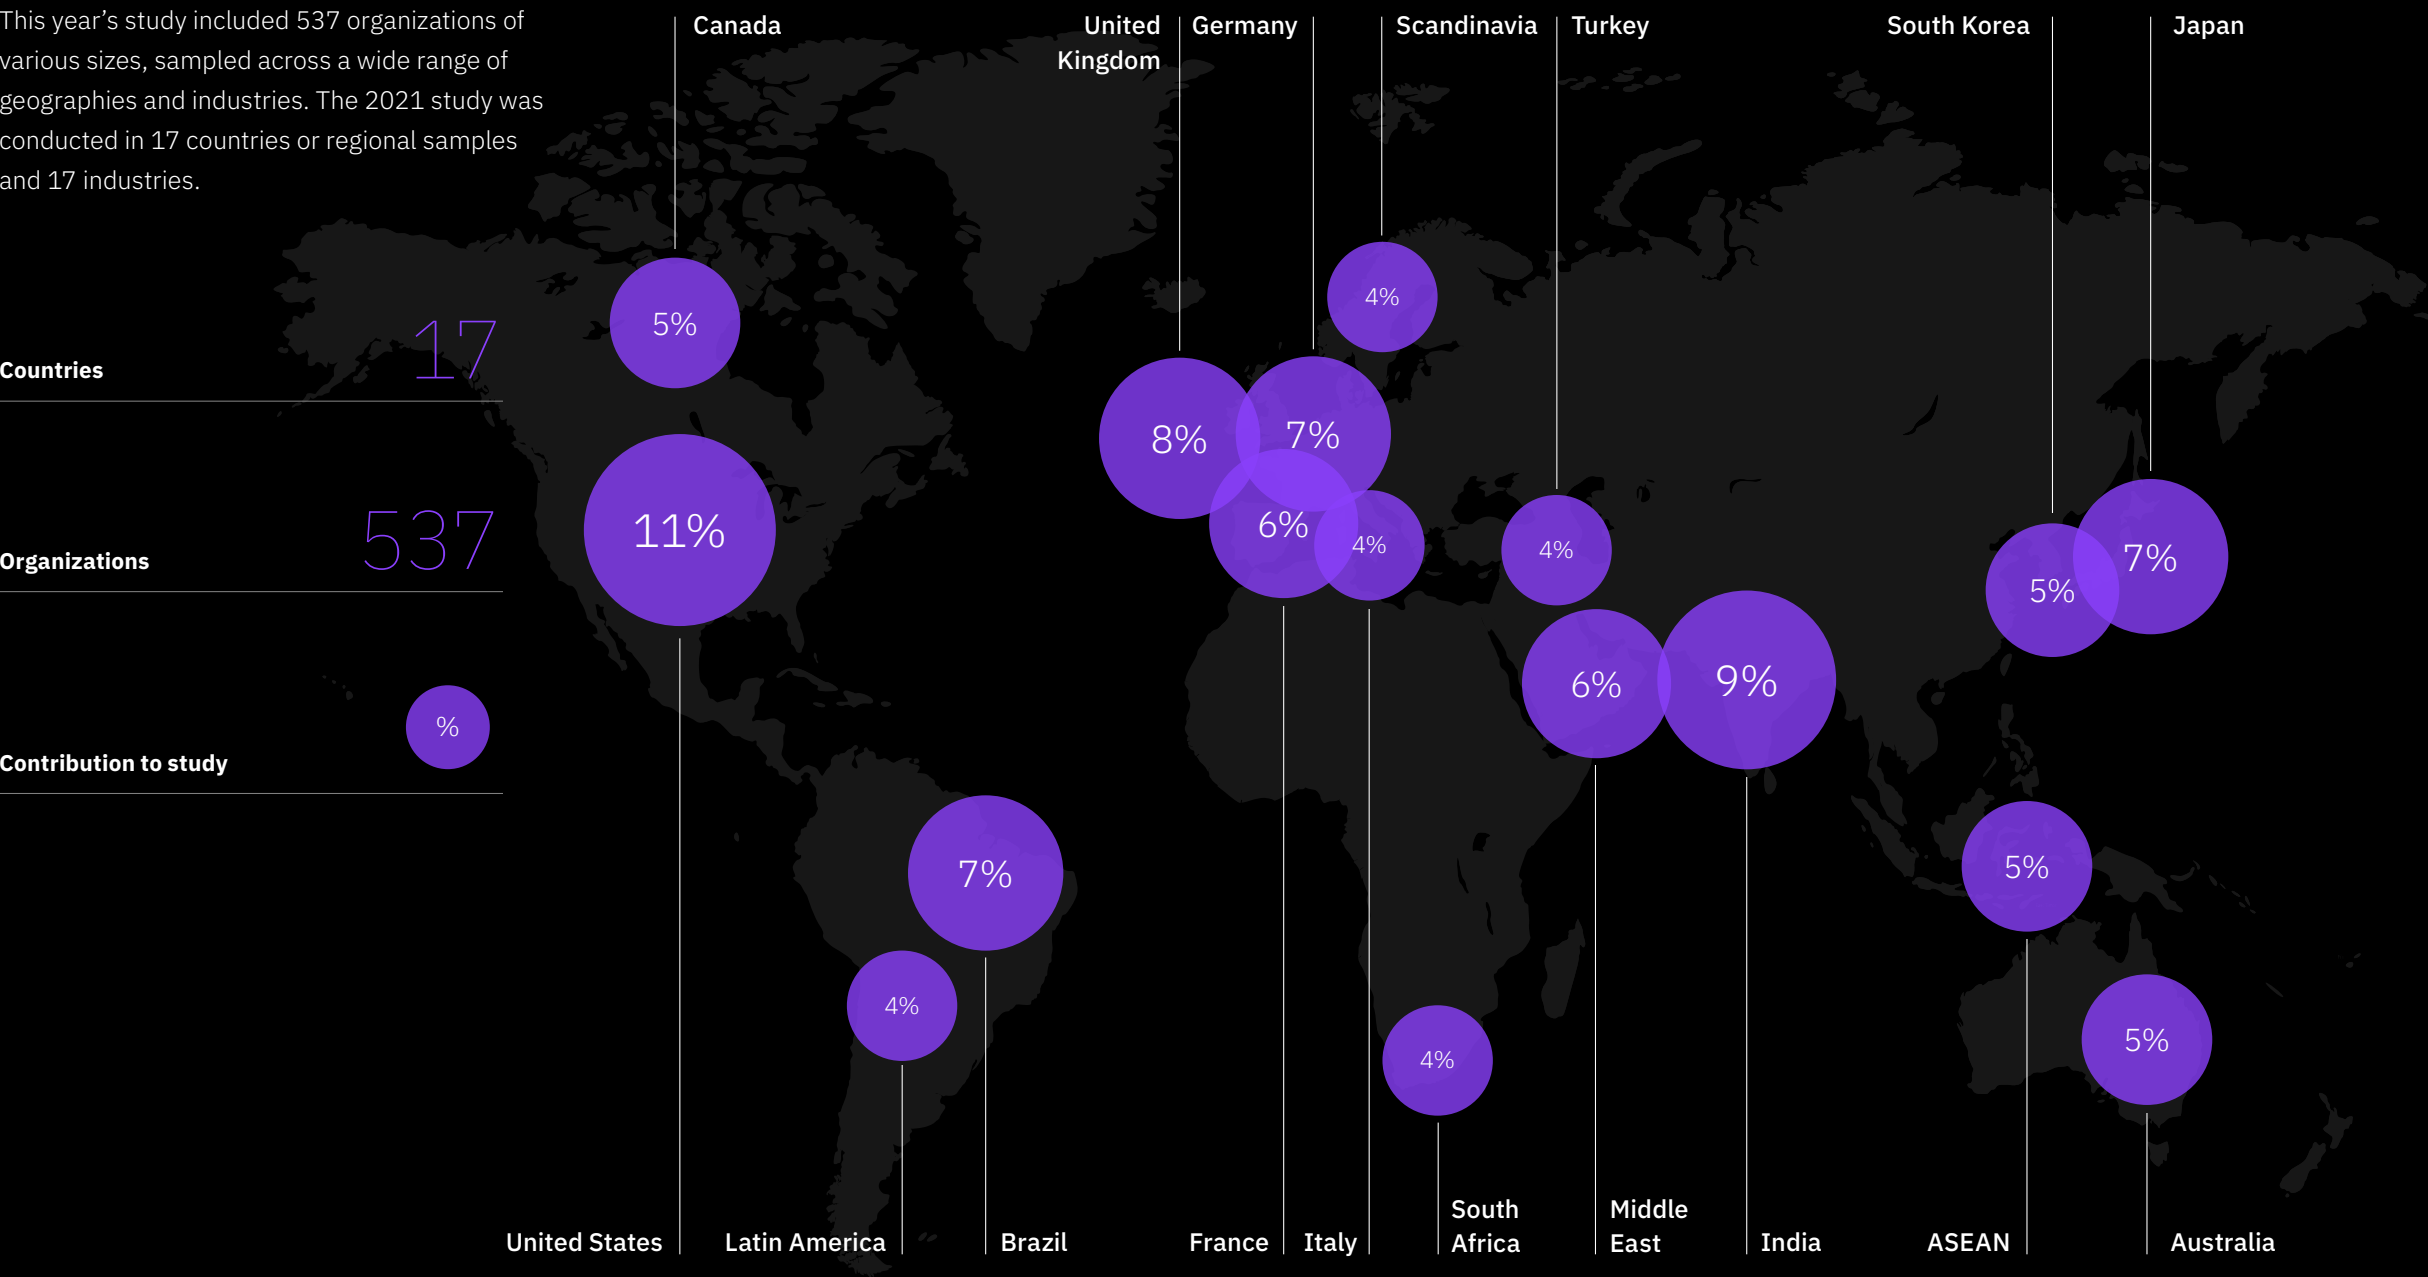 This year’s study included 537 organizations of
various sizes, sampled across a wide range of
geographies and industries. The 2021 study was
conducted in 17 countries or regional samples
and 17 industries.
Countries
17
Organizations
537
Contribution to study
%
Canada
United
Kingdom
Germany
Scandinavia
Turkey
South Korea
Japan
5%
4%
8%
7%
11%
6%
4%
4%
5%
7%
6%
9%
7%
5%
4%
4%
5%
United States
Latin America
Brazil
France
Italy
South
Africa
Middle
East
India
ASEAN
Australia